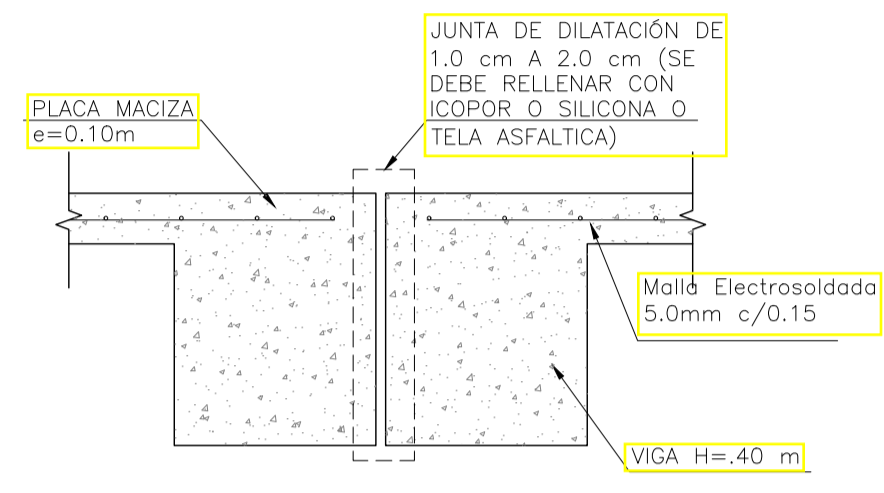 JUNTA DE DILATACIÓN DE
1.0 cm A 2.0 cm (SE
DEBE RELLENAR CON
ICOPOR O SILICONA O
TELA ASFALTICA)
PLACA MACIZA
e=0.10m
Malla Electrosoldada
5.0mm c/0.15
VIGA H=.40 m